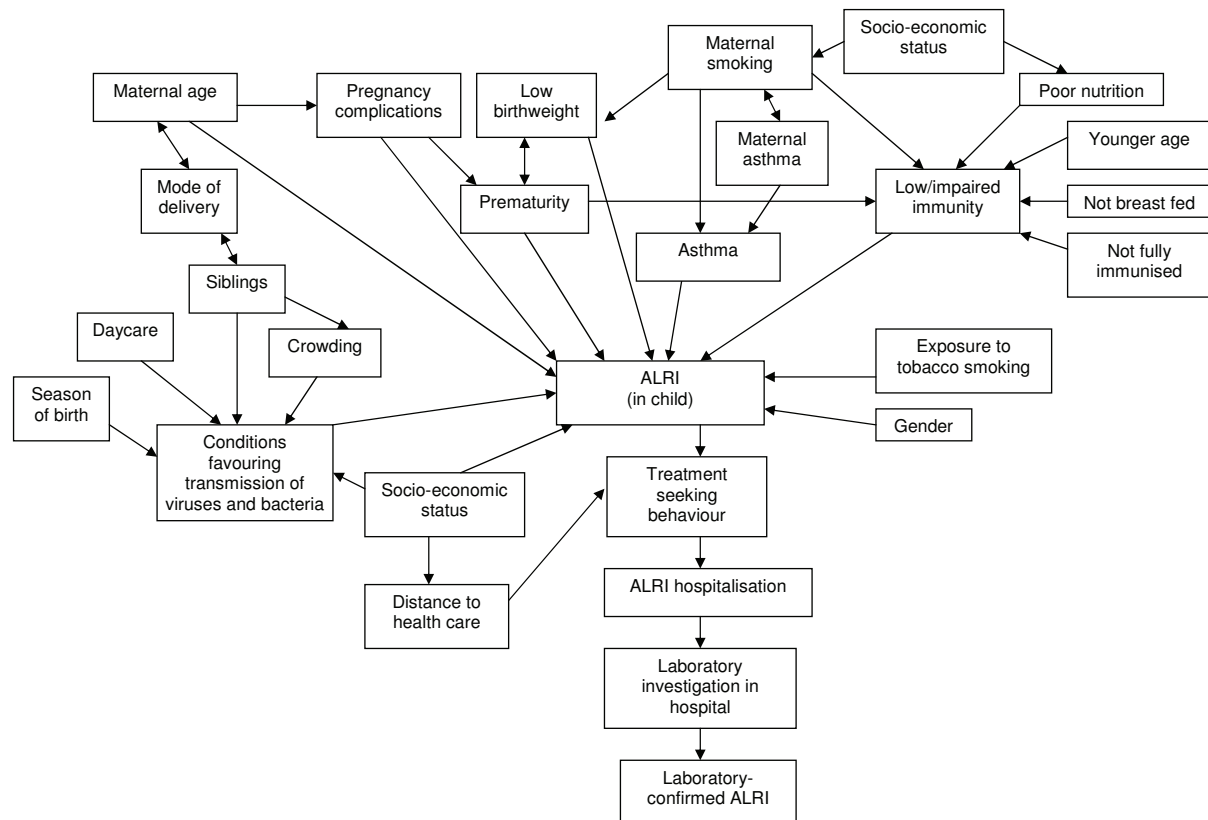 Socio-economic
status
Maternal
smoking
Maternal age
Pregnancy
complications
Low
birthweight
Poor nutrition
Maternal
asthma
Younger age
Mode of
delivery
Prematurity
Low/impaired
immunity
Not breast fed
Siblings
Asthma
Not fully
immunised
Daycare
Crowding
Exposure to
tobacco smoking
ALRI
(in child)
Season
of birth
Gender
Conditions
favouring
transmission of
viruses and bacteria
Socio-economic
status
Treatment
seeking
behaviour
Distance to
health care
ALRI hospitalisation
Laboratory
investigation in
hospital
Laboratory-
confirmed ALRI